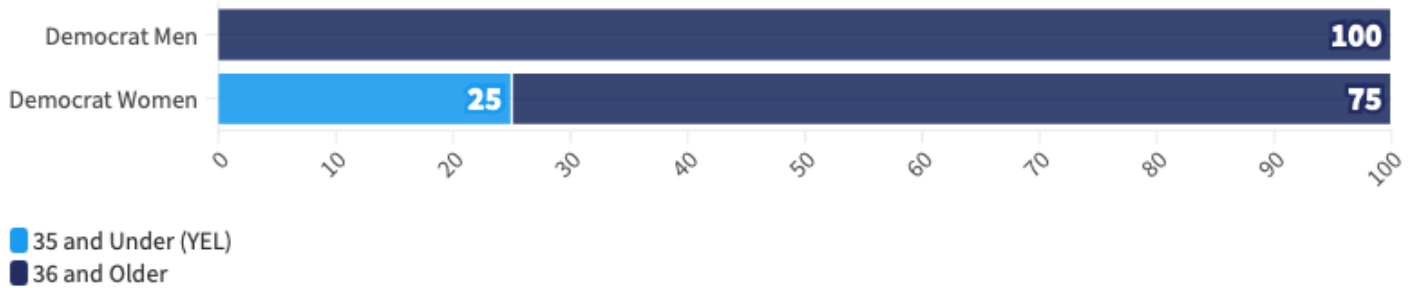 Democrat Men 100
Democrat Women 25 75
0 10 20 30 40 50 60 70 80 90 100
35 and Under (YEL)
36 and Older